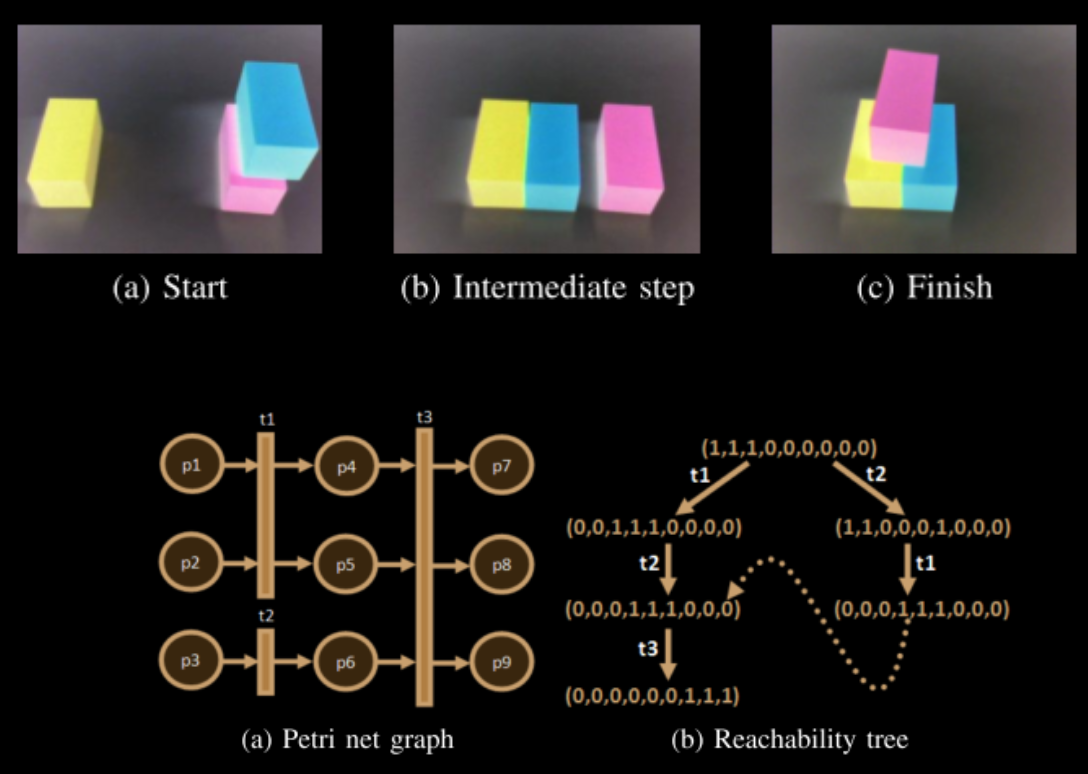 (a) Start
(b) Intermediate step
(c) Finish
t1
t3
p1
p4
p7
p2
p5
p8
t2
p3
p6
p9
(a) Petri net graph
(1,1,1,0,0,0,0,0,0)
t1
t2
(0,0,1,1,1,0,0,0,0)
(1,1,0,0,0,1,0,0,0)
t2
t1
(0,0,0,1,1,1,0,0,0)
(0,0,0,1,1,1,0,0,0)
t3
(0,0,0,0,0,0,1,1,1)
(b) Reachability tree